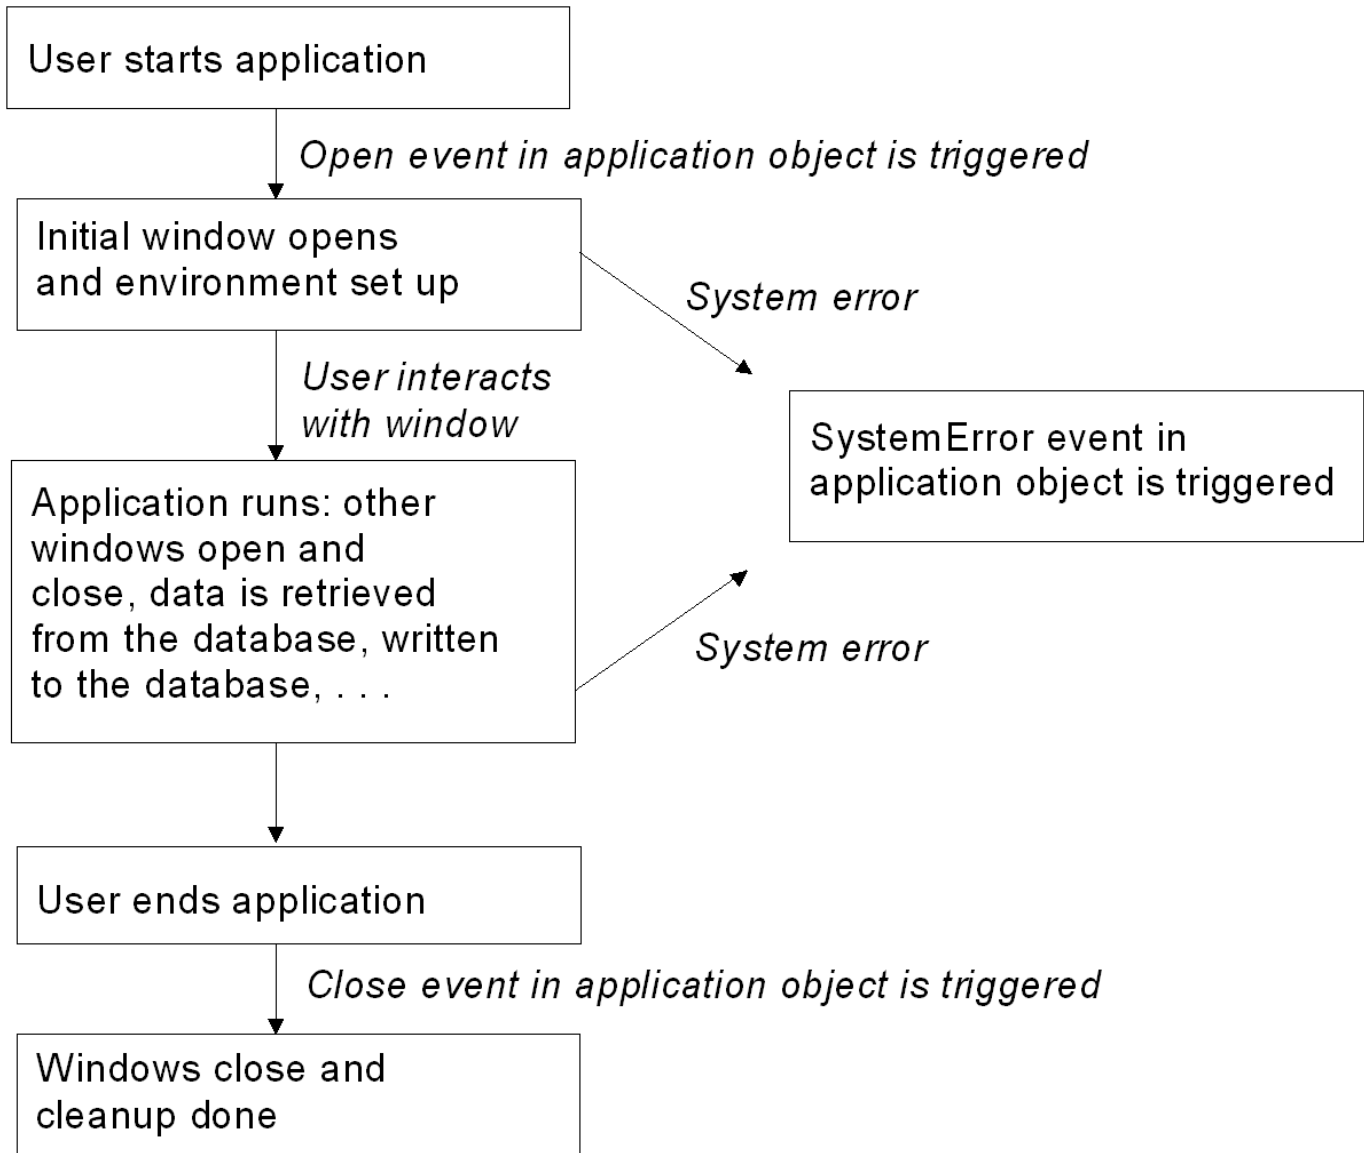 User starts application
Open event in application object is triggered
Initial window opens
and environment set up
System error
User interacts
with window
SystemError event in
application object is triggered
Application runs: other
windows open and
close, data is retrieved
from the database, written
to the database, . . .
System error
User ends application
Close event in application object is triggered
Windows close and
cleanup done